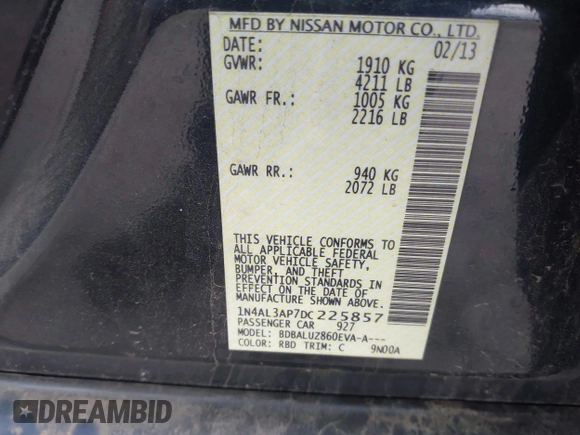 MFD BY NISSAN MOTOR CO., LTD.
DATE: 02/13
GVWR: 1910 KG
4211 LB
GAWR FR.: 1005 KG
2216 LB
GAWR RR.: 940 KG
2072 LB
THIS VEHICLE CONFORMS TO
ALL APPLICABLE FEDERAL
MOTOR VEHICLE SAFETY,
BUMPER, AND THEFT
PREVENTION STANDARDS IN
EFFECT ON THE DATE OF
MANUFACTURE SHOWN ABOVE.
1N4AL3AP7DC225857
PASSENGER CAR 927
MODEL: BDBALUZ860EVA-A---
COLOR: RBD TRIM: C 9N00A
DREAMBID